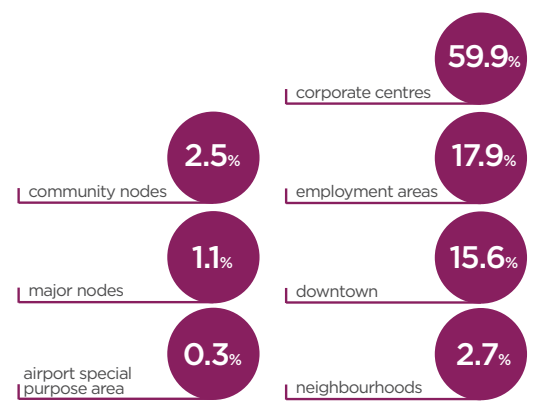 59.9%
corporate centres
2.5%
community nodes
17.9%
employment areas
1.1%
major nodes
15.6%
downtown
0.3%
airport special
purpose area
2.7%
neighbourhoods